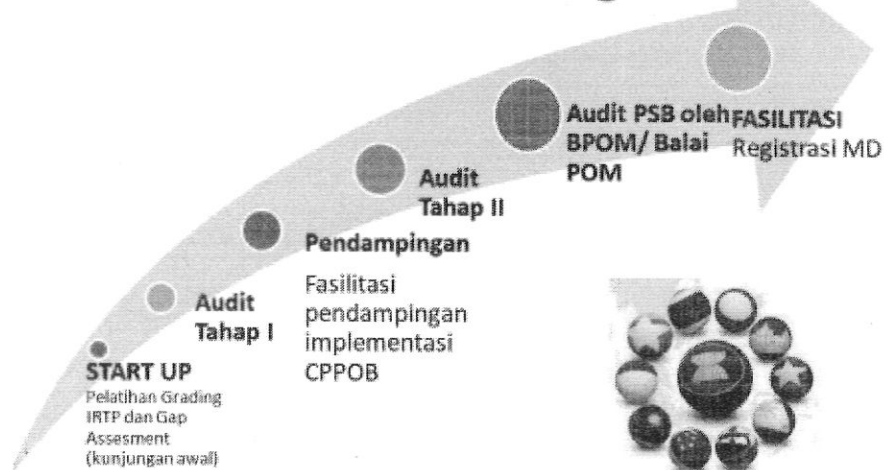 START UP
Pelatihan Grading
IRTP dan Gap
Assesment
(kunjungan awal)
Audit
Tahap I
Pendampingan
Fasilitasi
pendampingan
implementasi
CPPOB
Audit
Tahap II
Audit PSB oleh
BPOM/ Balai
POM
FASILITASI
Registrasi MD